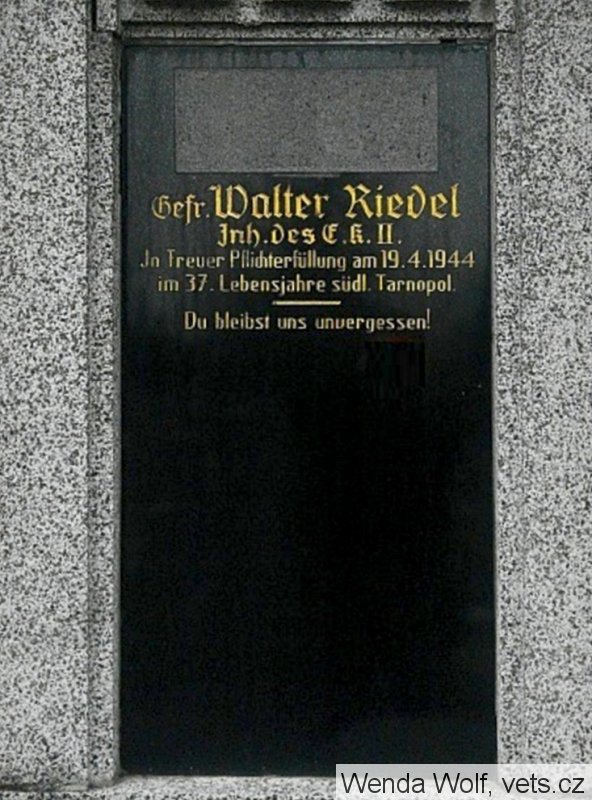 Gefr. Walter Riedel
Inh. des E.K. II.
In Treuer Pflichterfüllung am 19.4.1944
im 37. Lebensjahre südl. Tarnopol.
Du bleibst uns unvergessen!
Wenda Wolf, vets.cz